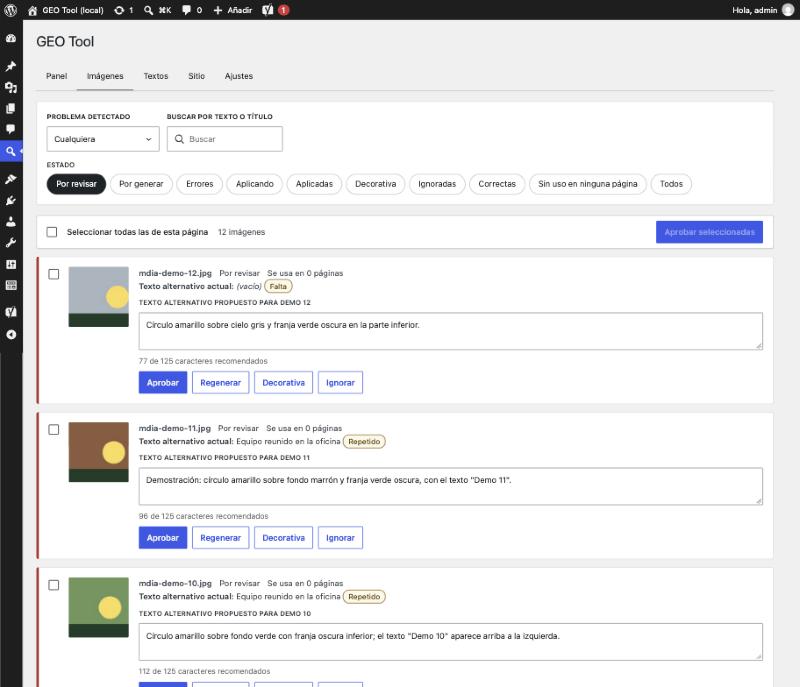 GEO Tool (local) 1 ⌘K 0 + Añadir 1 Hola, admin
GEO Tool
Panel Imágenes Textos Sitio Ajustes
PROBLEMA DETECTADO BUSCAR POR TEXTO O TÍTULO
Cualquiera Buscar
ESTADO
Por revisar Por generar Errores Aplicando Aplicadas Decorativa Ignoradas Correctas Sin uso en ninguna página Todos
Seleccionar todas las de esta página 12 imágenes Aprobar seleccionadas
mdia-demo-12.jpg Por revisar Se usa en 0 páginas
Texto alternativo actual: (vacío) Falta
TEXTO ALTERNATIVO PROPUESTO PARA DEMO 12
Círculo amarillo sobre cielo gris y franja verde oscura en la parte inferior.
77 de 125 caracteres recomendados
Aprobar Regenerar Decorativa Ignorar
mdia-demo-11.jpg Por revisar Se usa en 0 páginas
Texto alternativo actual: Equipo reunido en la oficina Repetido
TEXTO ALTERNATIVO PROPUESTO PARA DEMO 11
Demostración: círculo amarillo sobre fondo marrón y franja verde oscura, con el texto "Demo 11".
96 de 125 caracteres recomendados
Aprobar Regenerar Decorativa Ignorar
mdia-demo-10.jpg Por revisar Se usa en 0 páginas
Texto alternativo actual: Equipo reunido en la oficina Repetido
TEXTO ALTERNATIVO PROPUESTO PARA DEMO 10
Círculo amarillo sobre fondo verde con franja oscura inferior; el texto "Demo 10" aparece arriba a la izquierda.
112 de 125 caracteres recomendados